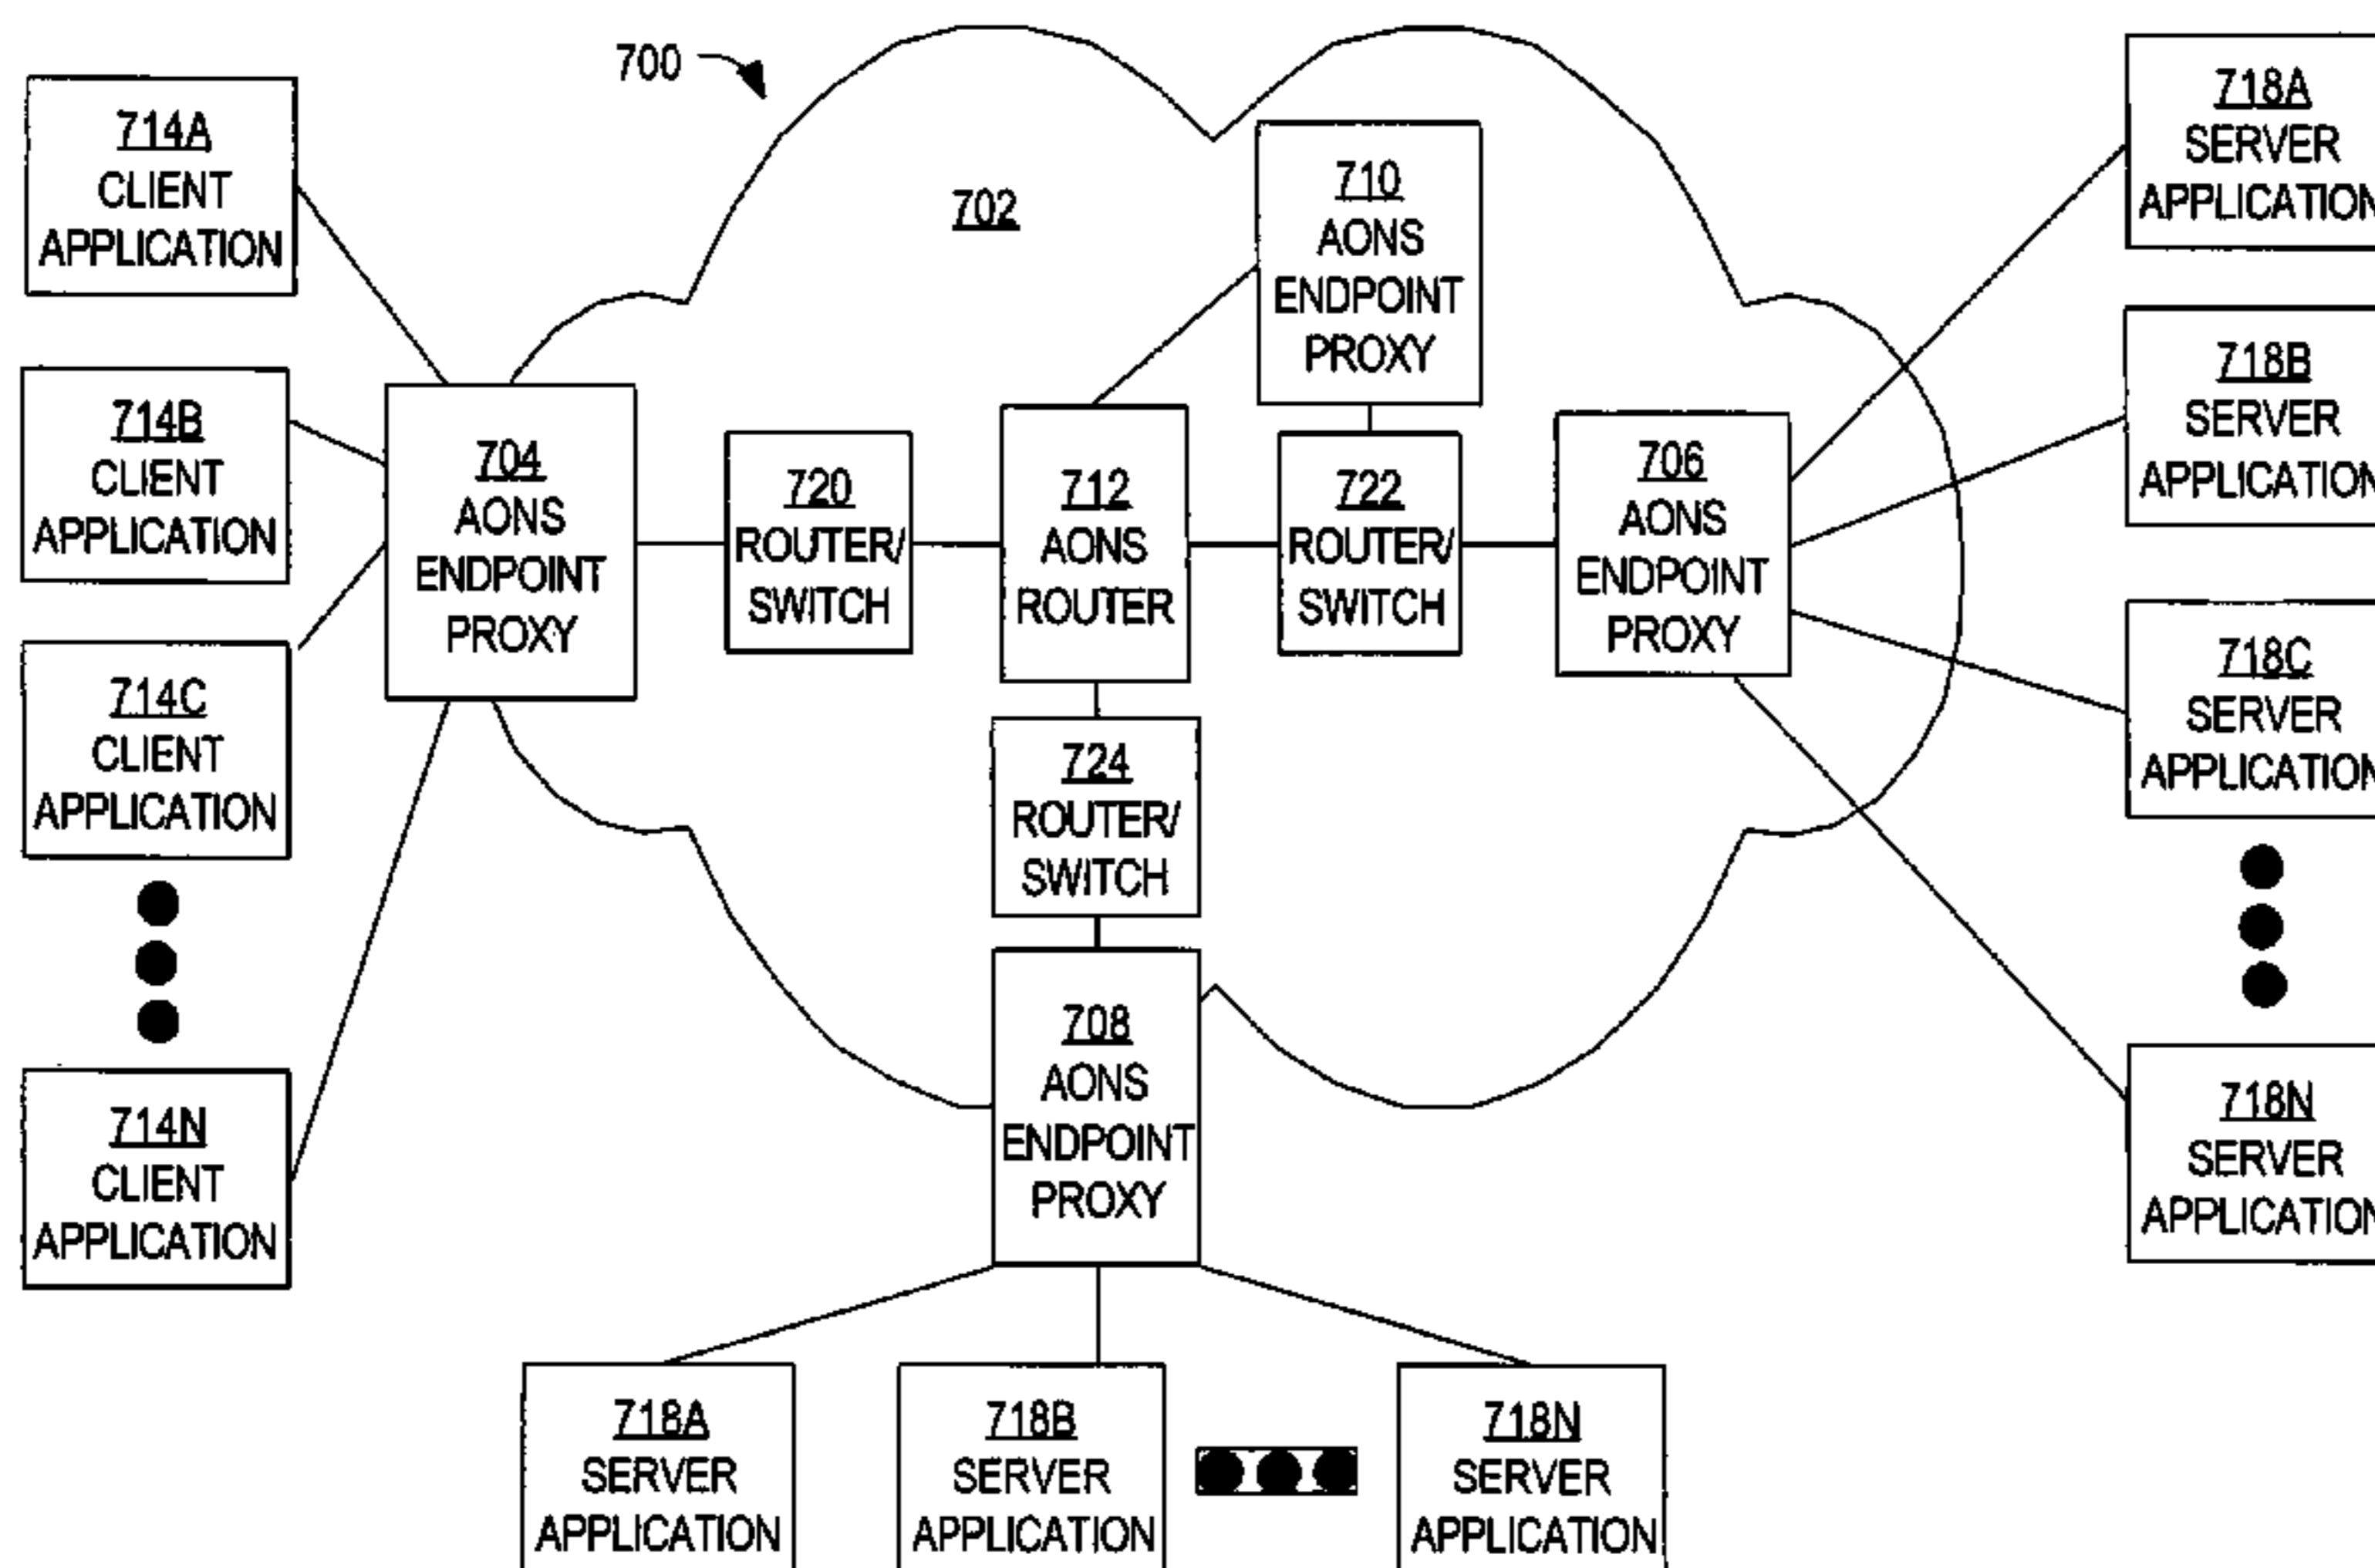 700
702
714A
CLIENT
APPLICATION
714B
CLIENT
APPLICATION
714C
CLIENT
APPLICATION
714N
CLIENT
APPLICATION
704
AONS
ENDPOINT
PROXY
720
ROUTER/
SWITCH
712
AONS
ROUTER
710
AONS
ENDPOINT
PROXY
722
ROUTER/
SWITCH
706
AONS
ENDPOINT
PROXY
724
ROUTER/
SWITCH
708
AONS
ENDPOINT
PROXY
718A
SERVER
APPLICATION
718B
SERVER
APPLICATION
718C
SERVER
APPLICATION
718N
SERVER
APPLICATION
718A
SERVER
APPLICATION
718B
SERVER
APPLICATION
718N
SERVER
APPLICATION